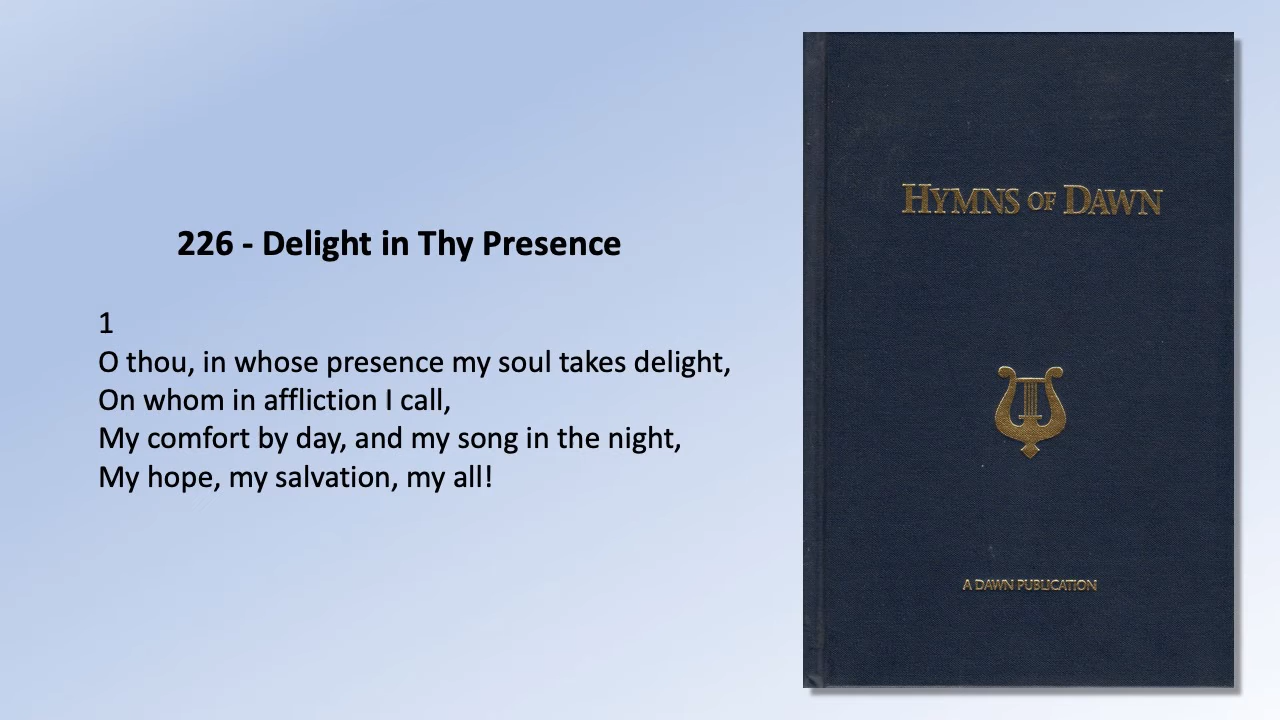 226 - Delight in Thy Presence
1
O thou, in whose presence my soul takes delight,
On whom in affliction I call,
My comfort by day, and my song in the night,
My hope, my salvation, my all!
HYMNS OF DAWN
A DAWN PUBLICATION